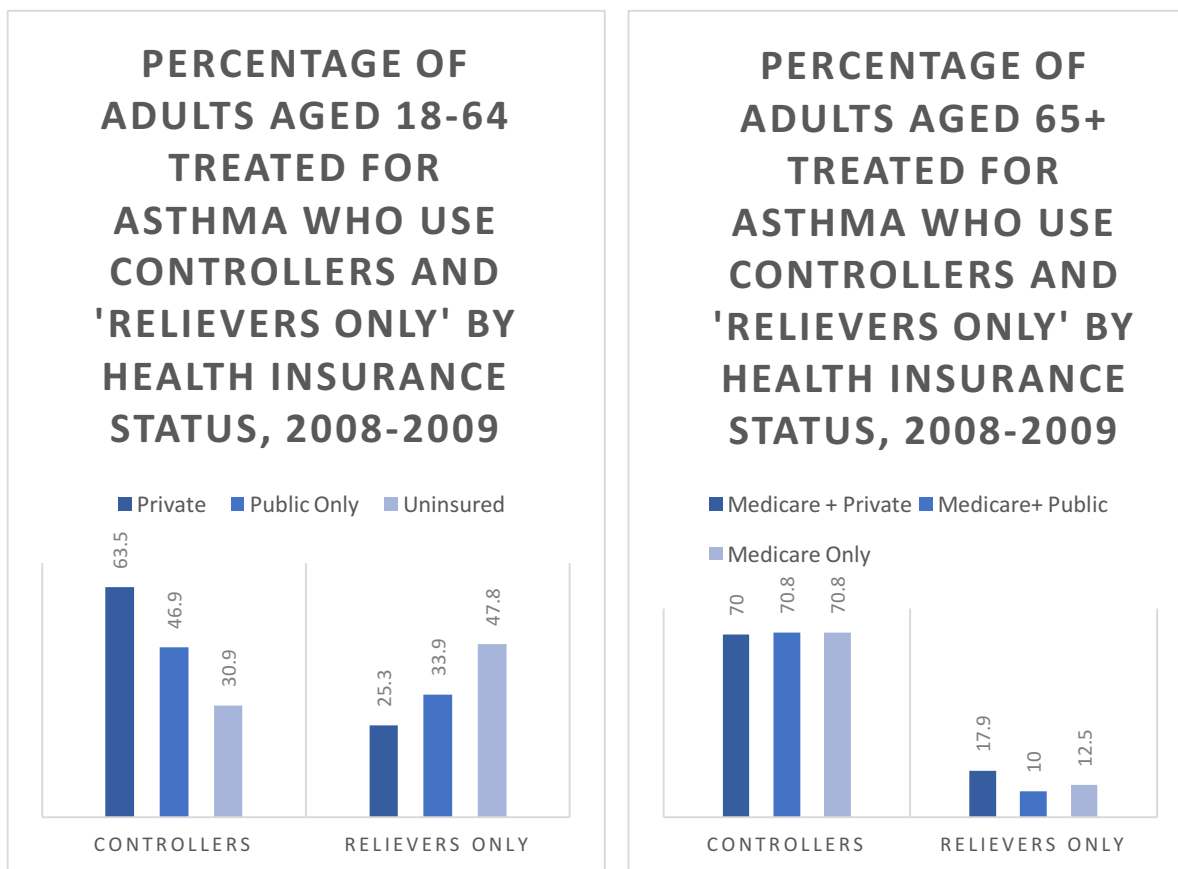 PERCENTAGE OF
ADULTS AGED 18-64
TREATED FOR
ASTHMA WHO USE
CONTROLLERS AND
'RELIEVERS ONLY' BY
HEALTH INSURANCE
STATUS, 2008-2009
Private Public Only Uninsured
63.5
46.9
30.9
25.3
33.9
47.8
CONTROLLERS RELIEVERS ONLY
PERCENTAGE OF
ADULTS AGED 65+
TREATED FOR
ASTHMA WHO USE
CONTROLLERS AND
'RELIEVERS ONLY' BY
HEALTH INSURANCE
STATUS, 2008-2009
Medicare + Private Medicare+ Public
Medicare Only
70
70.8
70.8
17.9
10
12.5
CONTROLLERS RELIEVERS ONLY